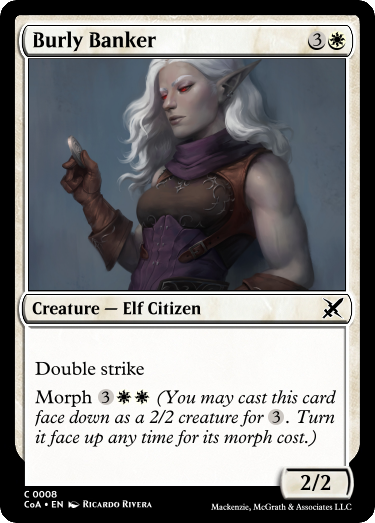 Burly Banker 3
Creature — Elf Citizen
Double strike
Morph 3 (You may cast this card
face down as a 2/2 creature for 3. Turn
it face up any time for its morph cost.)
2/2
C 0008
CoA • EN Ricardo Rivera
Mackenzie, McGrath & Associates LLC